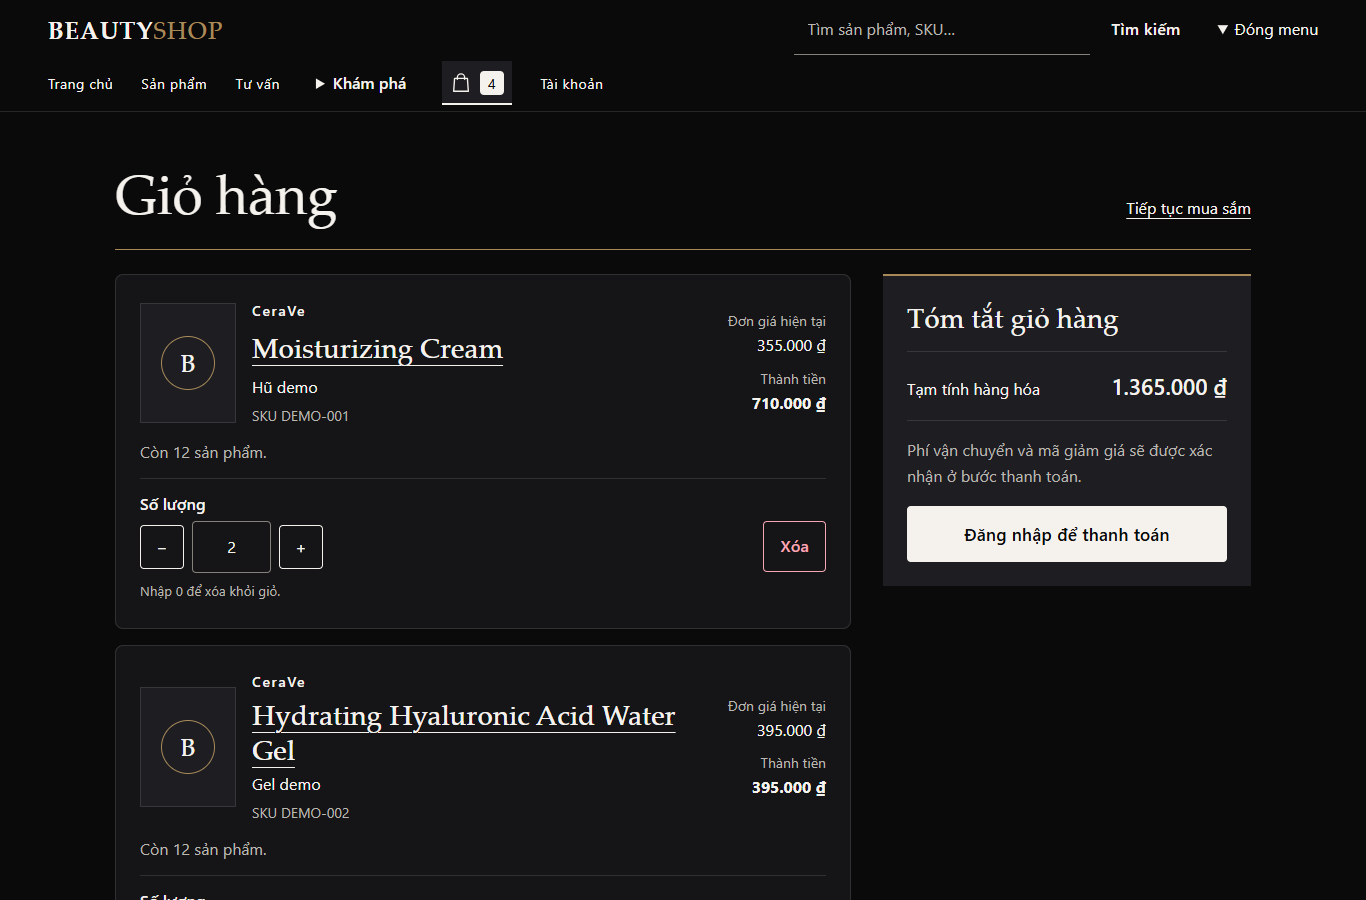 BEAUTYSHOP
Tìm sản phẩm, SKU...
Tìm kiếm
▼ Đóng menu
Trang chủ
Sản phẩm
Tư vấn
▶ Khám phá
4
Tài khoản
Giỏ hàng
Tiếp tục mua sắm
B
CeraVe
Moisturizing Cream
Hũ demo
SKU DEMO-001
Đơn giá hiện tại
355.000 ₫
Thành tiền
710.000 ₫
Còn 12 sản phẩm.
Số lượng
− 2 +
Xóa
Nhập 0 để xóa khỏi giỏ.
B
CeraVe
Hydrating Hyaluronic Acid Water
Gel
Gel demo
SKU DEMO-002
Đơn giá hiện tại
395.000 ₫
Thành tiền
395.000 ₫
Còn 12 sản phẩm.
Số lượng
Tóm tắt giỏ hàng
Tạm tính hàng hóa
1.365.000 ₫
Phí vận chuyển và mã giảm giá sẽ được xác
nhận ở bước thanh toán.
Đăng nhập để thanh toán